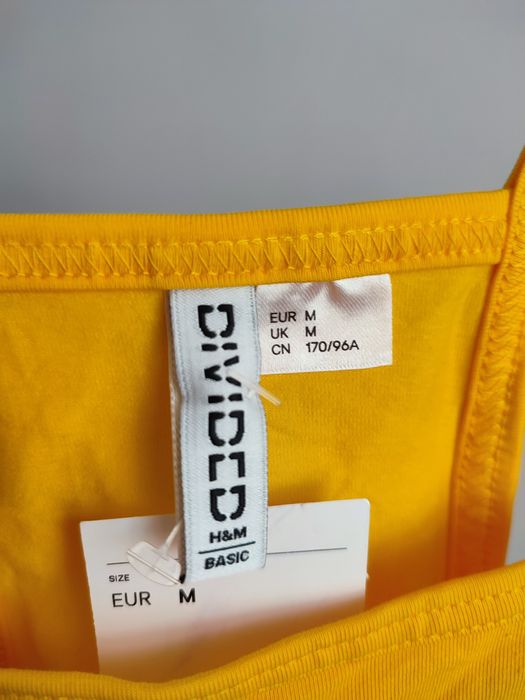 DIVIDED
H&M
BASIC
EUR M
UK M
CN 170/96A
SIZE
EUR M